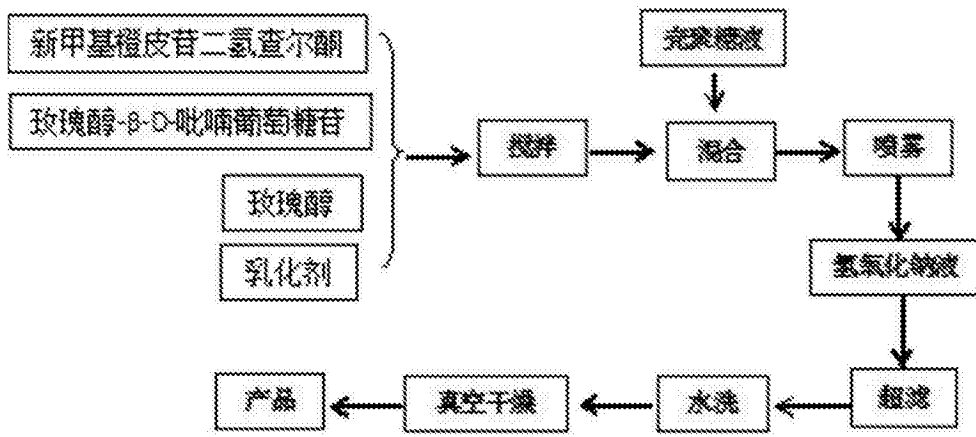 新甲基橙皮苷二氢查尔酮
玫瑰醇-β-D-吡喃葡萄糖苷
玫瑰醇
乳化剂
搅拌
壳聚糖液
混合
喷雾
氢氧化钠液
超滤
水洗
真空干燥
产品